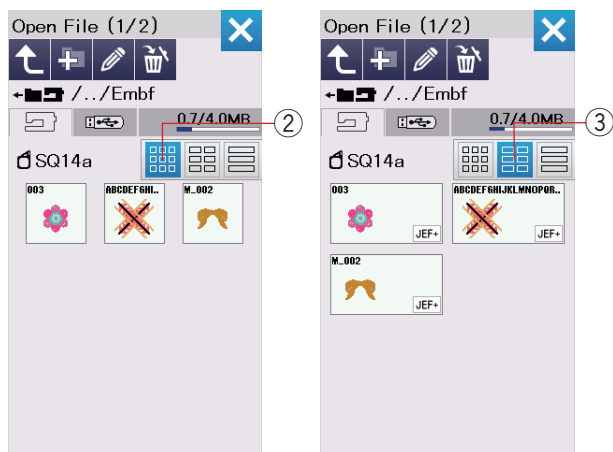 Open File (1/2)
/../Embf
0.7/4.0MB
②
SQ14a
003
ABCDEFGHI..
M_002
Open File (1/2)
/../Embf
0.7/4.0MB
③
SQ14a
003
JEF+
ABCDEFGHIJKLMNOPQR..
JEF+
M_002
JEF+